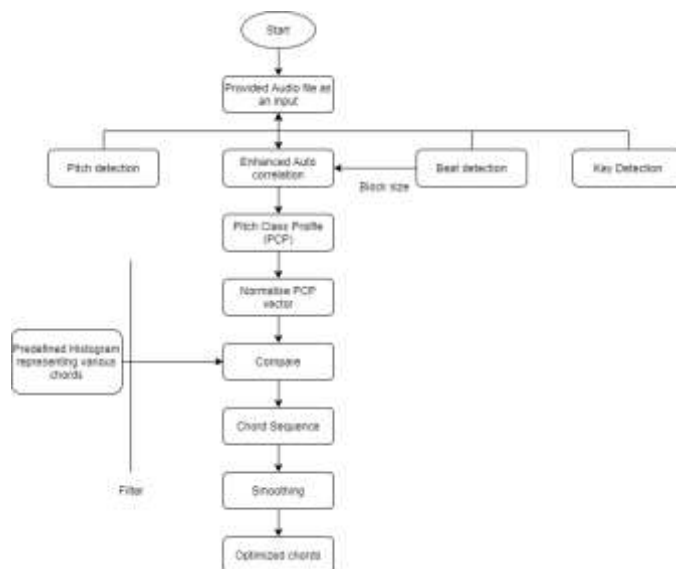 Start
Provided Audio file as
an input
Pitch detection
Enhanced Auto
correlation
Beat detection
Key Detection
Block size
Pitch Class Profile
(PCP)
Normalise PCP
vector
Predefined Histogram
representing various
chords
Compare
Chord Sequence
Filter
Smoothing
Optimized chords